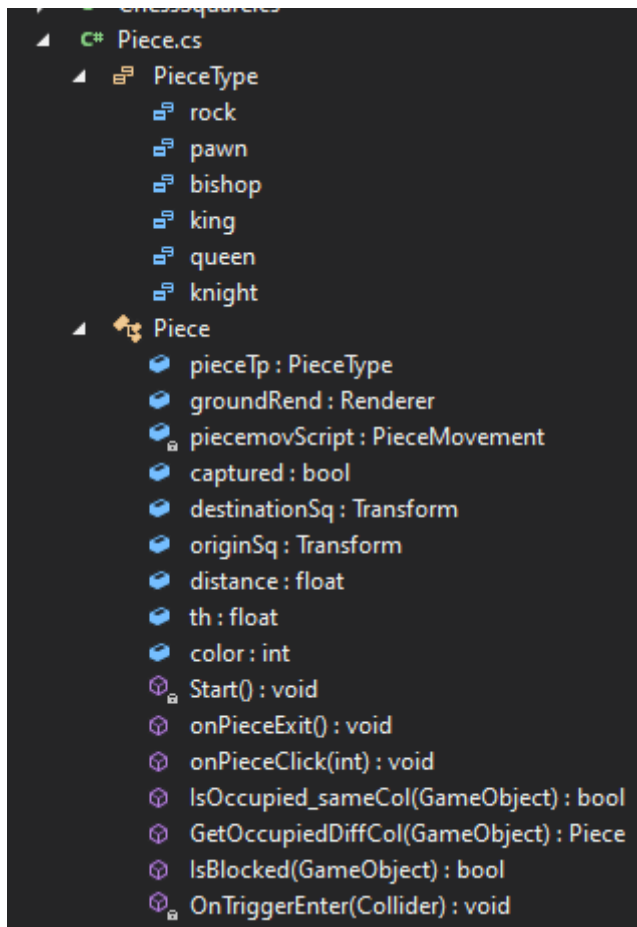 C# Piece.cs
PieceType
rock
pawn
bishop
king
queen
knight
Piece
pieceTp : PieceType
groundRend : Renderer
piecemovScript : PieceMovement
captured : bool
destinationSq : Transform
originSq : Transform
distance : float
th : float
color : int
Start() : void
onPieceExit() : void
onPieceClick(int) : void
IsOccupied_sameCol(GameObject) : bool
GetOccupiedDiffCol(GameObject) : Piece
IsBlocked(GameObject) : bool
OnTriggerEnter(Collider) : void